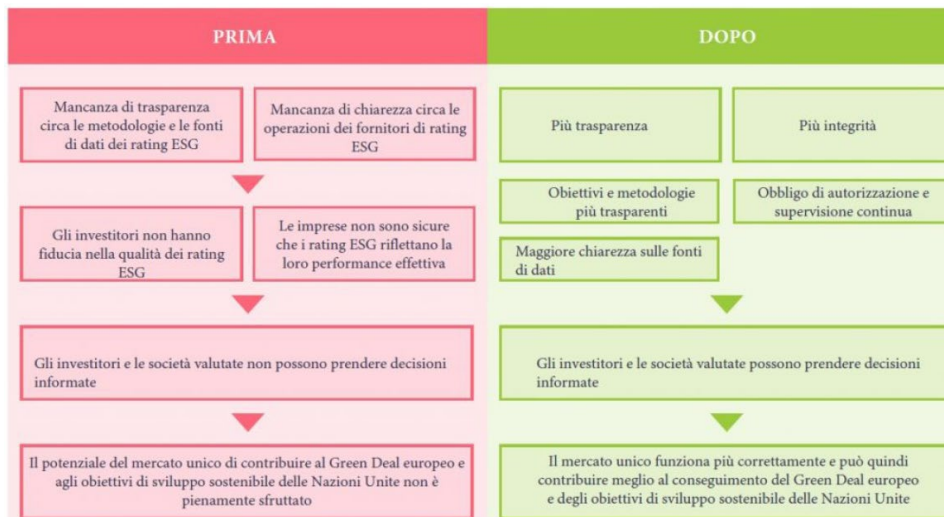 PRIMA
DOPO
Mancanza di trasparenza
circa le metodologie e le fonti
di dati dei rating ESG
Mancanza di chiarezza circa le
operazioni dei fornitori di rating
ESG
Gli investitori non hanno
fiducia nella qualità dei rating
ESG
Le imprese non sono sicure
che i rating ESG riflettano la
loro performance effettiva
Gli investitori e le società valutate non possono prendere decisioni
informate
Il potenziale del mercato unico di contribuire al Green Deal europeo e
agli obiettivi di sviluppo sostenibile delle Nazioni Unite non è
pienamente sfruttato
Più trasparenza
Più integrità
Obiettivi e metodologie
più trasparenti
Obbligo di autorizzazione e
supervisione continua
Maggiore chiarezza sulle fonti
di dati
Gli investitori e le società valutate possono prendere decisioni
informate
Il mercato unico funziona più correttamente e può quindi
contribuire meglio al conseguimento del Green Deal europeo
e degli obiettivi di sviluppo sostenibile delle Nazioni Unite